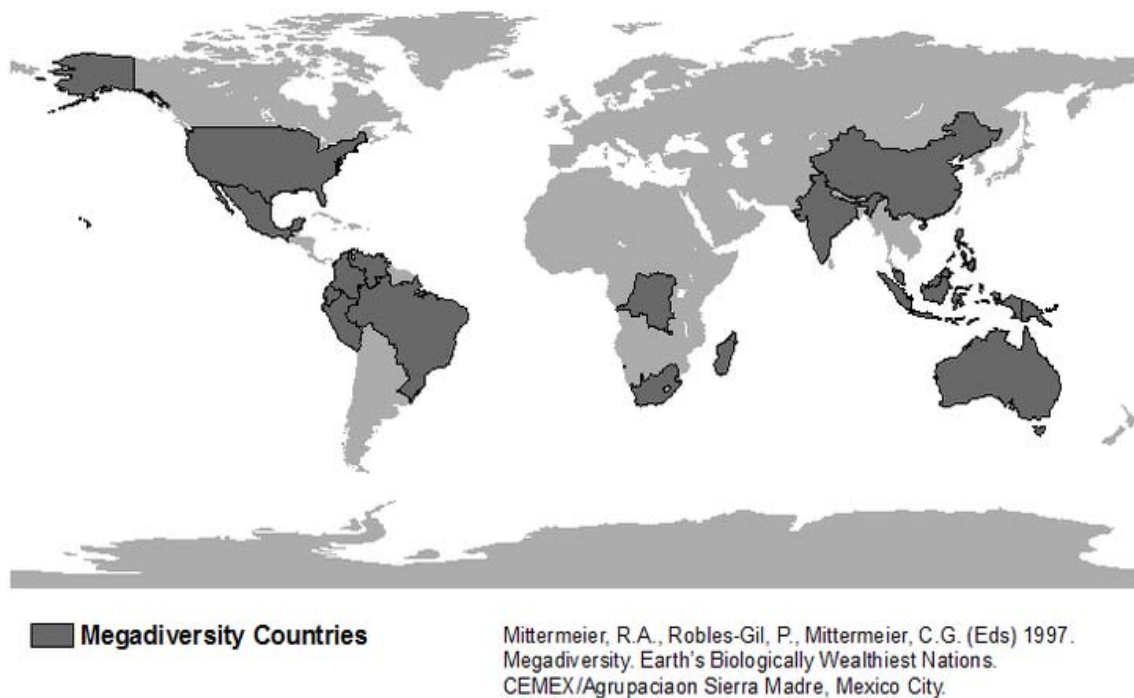 Megadiversity Countries
Mittermeier, R.A., Robles-Gil, P., Mittermeier, C.G. (Eds) 1997.
Megadiversity. Earth's Biologically Wealthiest Nations.
CEMEX/Agrupaciaon Sierra Madre, Mexico City.